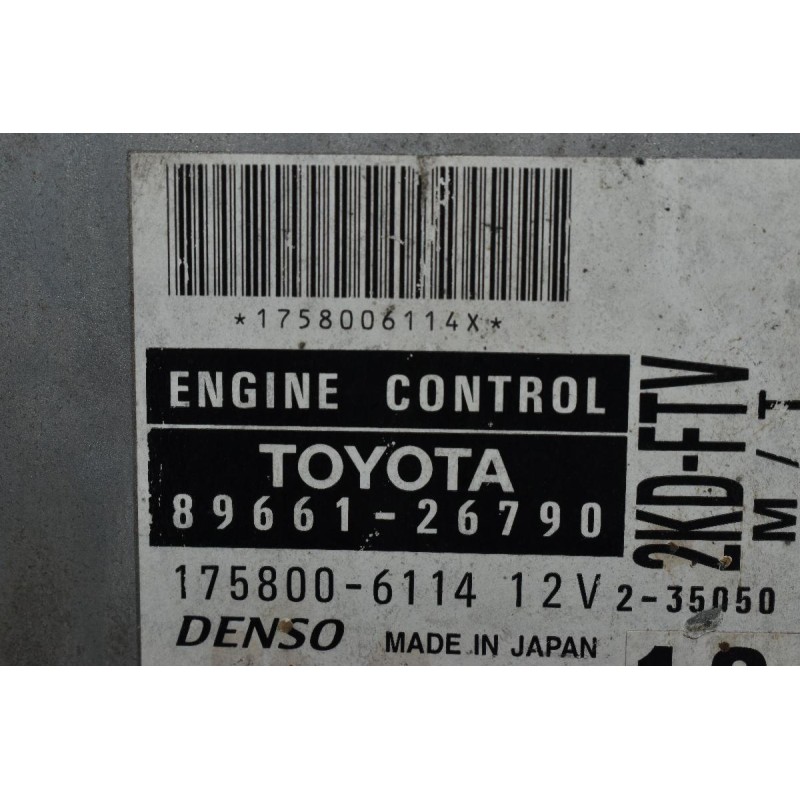 *1758006114X*
ENGINE CONTROL
TOYOTA
89661-26790
175800-6114 12V 2-35050
DENSO MADE IN JAPAN
2KD-FTV
M/T